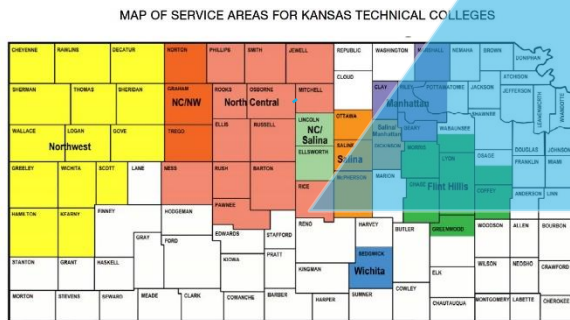 MAP OF SERVICE AREAS FOR KANSAS TECHNICAL COLLEGES
CHEYENNE RAWLINS DECATUR NORTON PHILLIPS SMITH JEWELL REPUBLIC WASHINGTON MARSHALL NEMAHA BROWN DONIPHAN
CLOUD ATCHISON
SHERMAN THOMAS SHERIDAN GRAHAM ROOKS OSBORNE MITCHELL CLAY RILEY POTTAWATOMIE JACKSON JEFFERSON LEAVENWORTH WYANDOTTE
NC/NW North Central Manhattan
LINCOLN OTTAWA SHAWNEE
WALLACE LOGAN GOVE TREGO ELLIS RUSSELL NC/ Salina/ GEARY WABAUNSEE DOUGLAS JOHNSON
Northwest Salina SALINE Manhattan
ELLSWORTH Salina DICKINSON MORRIS LYON OSAGE FRANKLIN MIAMI
GREELEY WICHITA SCOTT LANE NESS RUSH BARTON RICE McPHERSON MARION CHASE Flint Hills COFFEY ANDERSON LINN
PAWNEE
HAMILTON KEARNY FINNEY HODGEMAN STAFFORD RENO HARVEY BUTLER GREENWOOD WOODSON ALLEN BOURBON
GRAY FORD EDWARDS
STANTON GRANT HASKELL KIOWA PRATT KINGMAN SEDGWICK ELK WILSON NEOSHO CRAWFORD
Wichita
MORTON STEVENS SEWARD MEADE CLARK COMANCHE BARBER HARPER SUMNER COWLEY CHAUTAUQUA MONTGOMERY LABETTE CHEROKEE